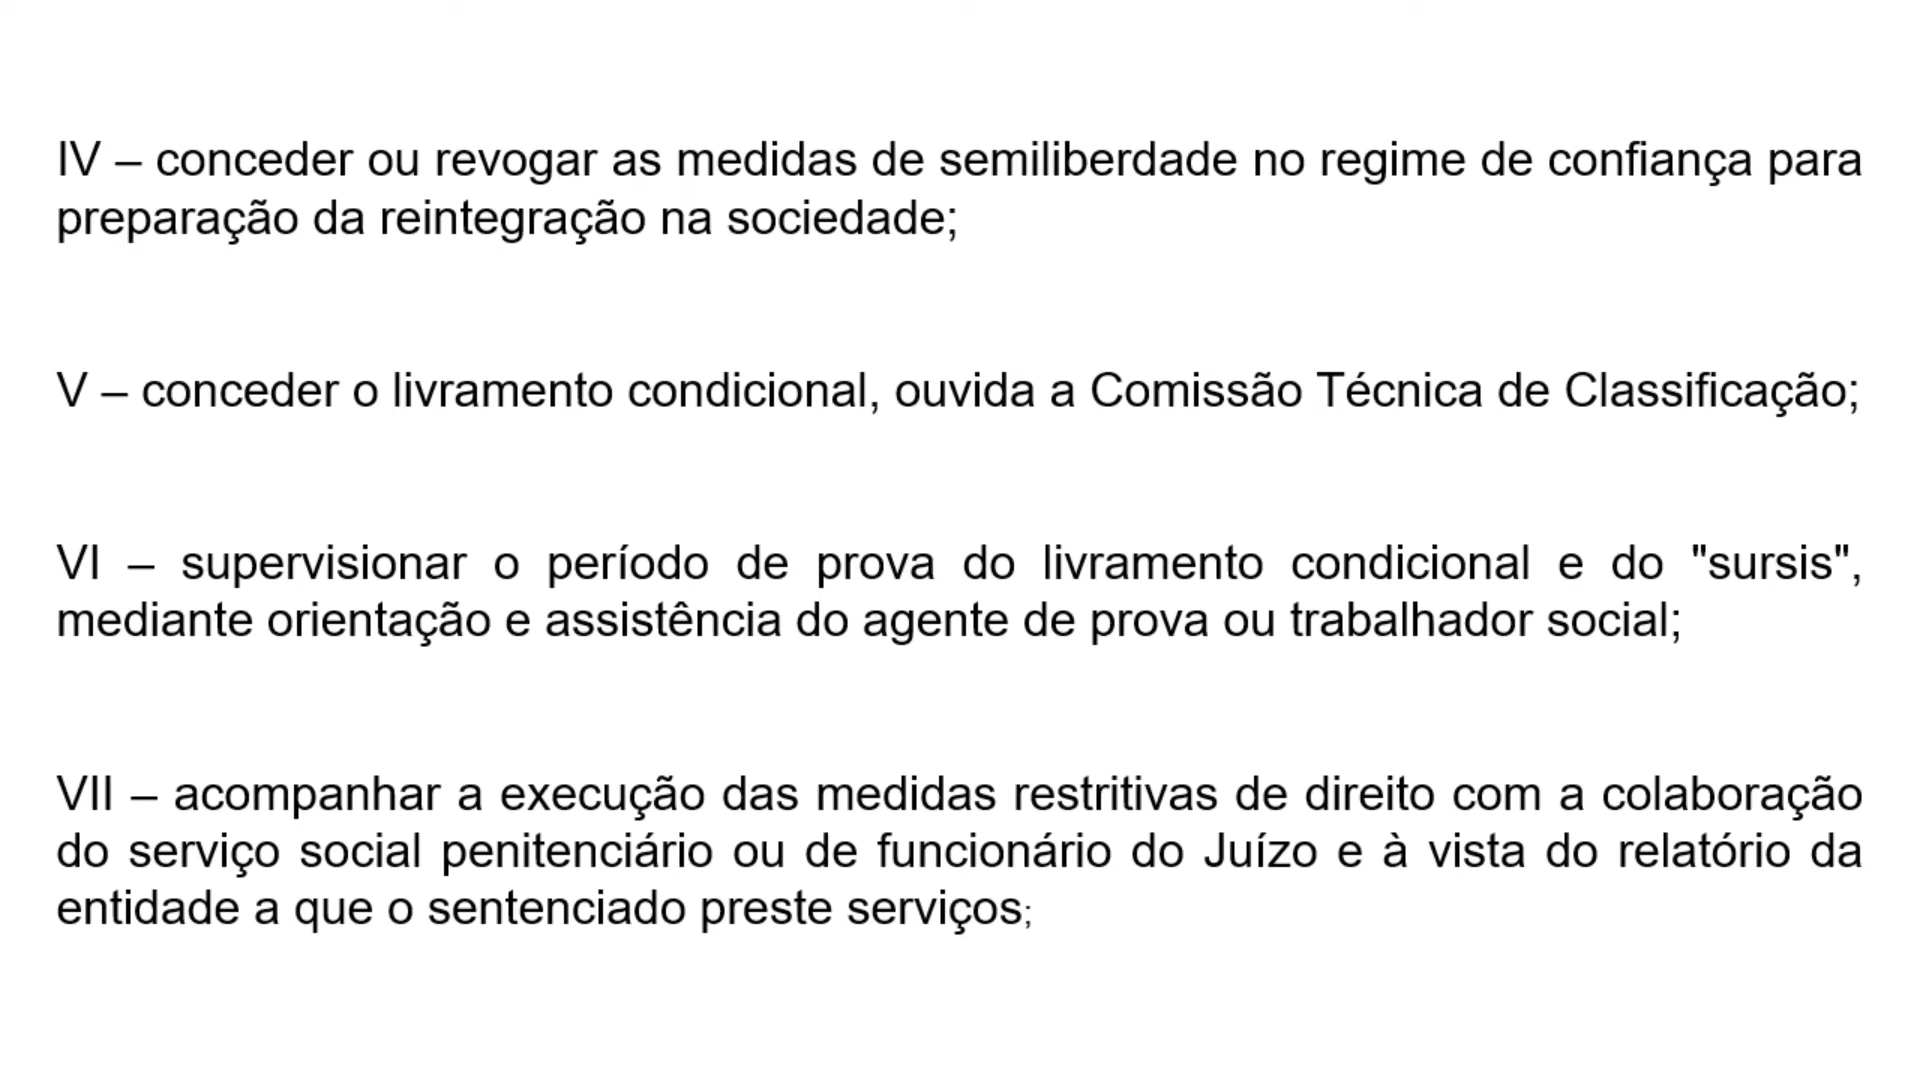 IV – conceder ou revogar as medidas de semiliberdade no regime de confiança para
preparação da reintegração na sociedade;
V – conceder o livramento condicional, ouvida a Comissão Técnica de Classificação;
VI – supervisionar o período de prova do livramento condicional e do "sursis",
mediante orientação e assistência do agente de prova ou trabalhador social;
VII – acompanhar a execução das medidas restritivas de direito com a colaboração
do serviço social penitenciário ou de funcionário do Juízo e à vista do relatório da
entidade a que o sentenciado preste serviços;